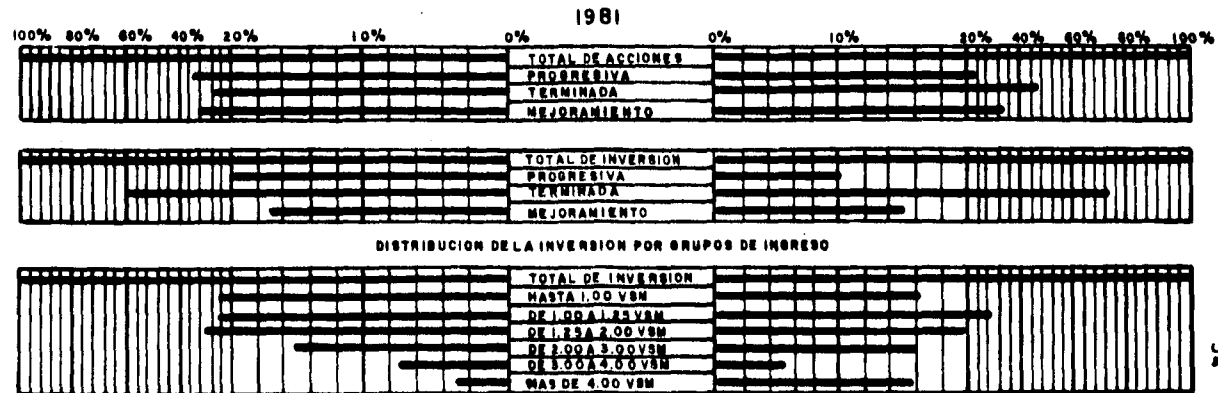 1981
100% 80% 60% 40% 20% 10% 0% 0% 10% 20% 40% 60% 80% 100%
TOTAL DE ACCIONES
PROGRESIVA
TERMINADA
MEJORAMIENTO
TOTAL DE INVERSION
PROGRESIVA
TERMINADA
MEJORAMIENTO
DISTRIBUCION DE LA INVERSION POR GRUPOS DE INGRESO
TOTAL DE INVERSION
HASTA 1.00 VSM
DE 1.00 A 1.25 VSM
DE 1.25 A 2.00 VSM
DE 2.00 A 3.00 VSM
DE 3.00 A 4.00 VSM
MAS DE 4.00 VSM